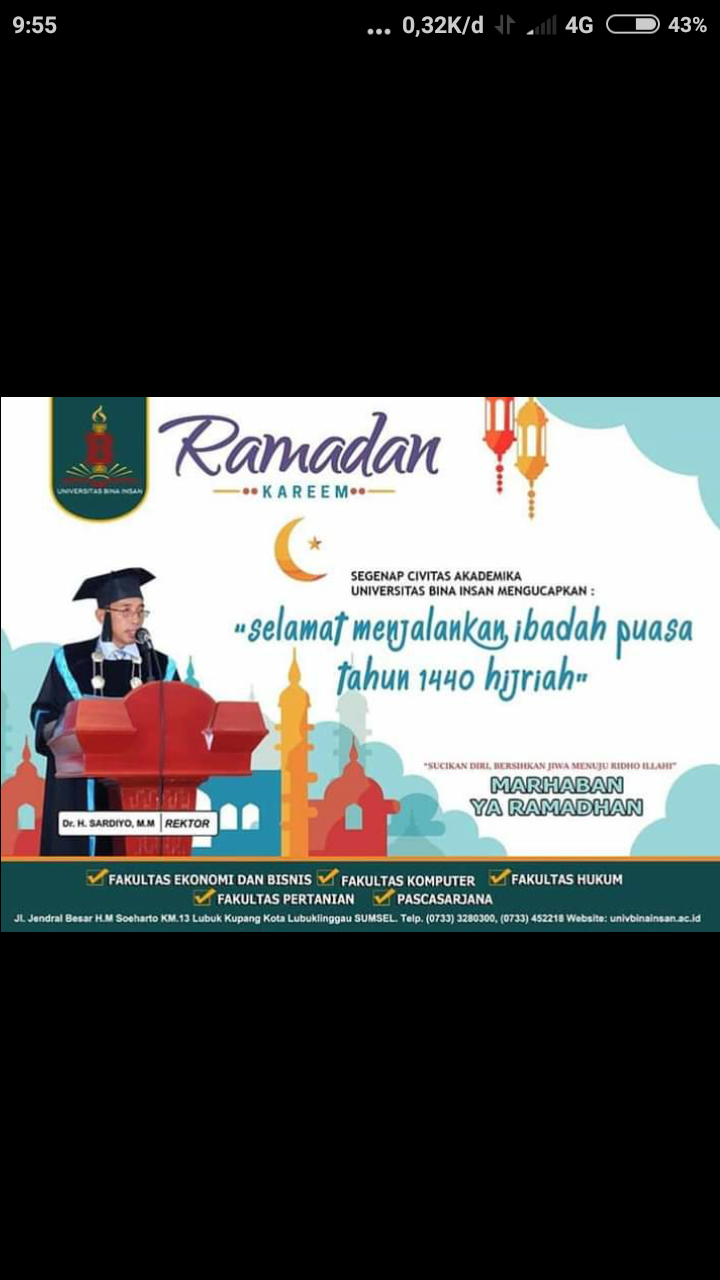 9:55
... 0,32K/d 4G 43%
UNIVERSITAS BINA INSAN
Ramadan
KAREEM
SEGENAP CIVITAS AKADEMIKA
UNIVERSITAS BINA INSAN MENGUCAPKAN :
"selamat menjalankan ibadah puasa
tahun 1440 hijriah"
"SUCIKAN DIRI, BERSIHKAN JIWA MENUJU RIDHO ILLAHI"
MARHABAN
YA RAMADHAN
Dr. H. SARDIYO, M.M | REKTOR
FAKULTAS EKONOMI DAN BISNIS FAKULTAS KOMPUTER FAKULTAS HUKUM
FAKULTAS PERTANIAN PASCASARJANA
Jl. Jendral Besar H.M Soeharto KM.13 Lubuk Kupang Kota Lubuklinggau SUMSEL. Telp. (0733) 3280300, (0733) 452218 Website: univbinainsan.ac.id